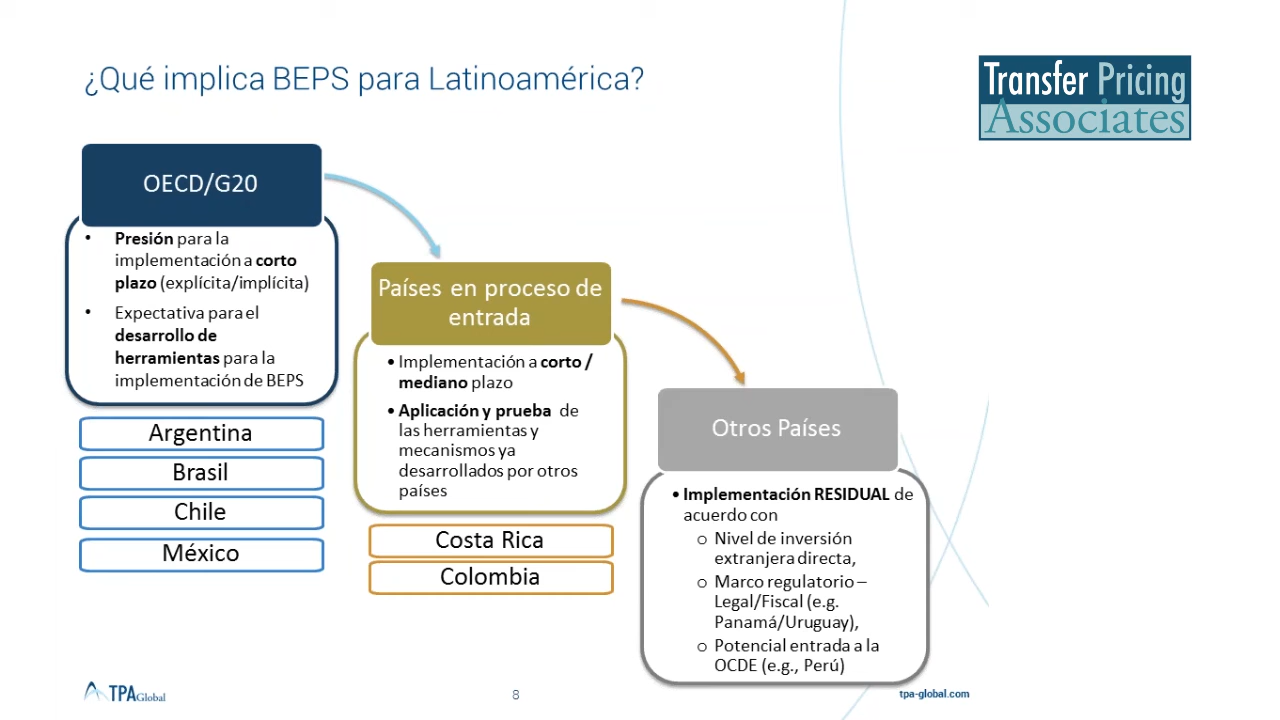 ¿Qué implica BEPS para Latinoamérica?
Transfer Pricing
Associates
OECD/G20
• Presión para la
implementación a corto
plazo (explícita/implícita)
• Expectativa para el
desarrollo de
herramientas para la
implementación de BEPS
Argentina
Brasil
Chile
México
Países en proceso de
entrada
• Implementación a corto /
mediano plazo
• Aplicación y prueba de
las herramientas y
mecanismos ya
desarrollados por otros
países
Costa Rica
Colombia
Otros Países
• Implementación RESIDUAL de
acuerdo con
o Nivel de inversión
extranjera directa,
o Marco regulatorio –
Legal/Fiscal (e.g.
Panamá/Uruguay),
o Potencial entrada a la
OCDE (e.g., Perú)
TPA Global
8
tpa-global.com